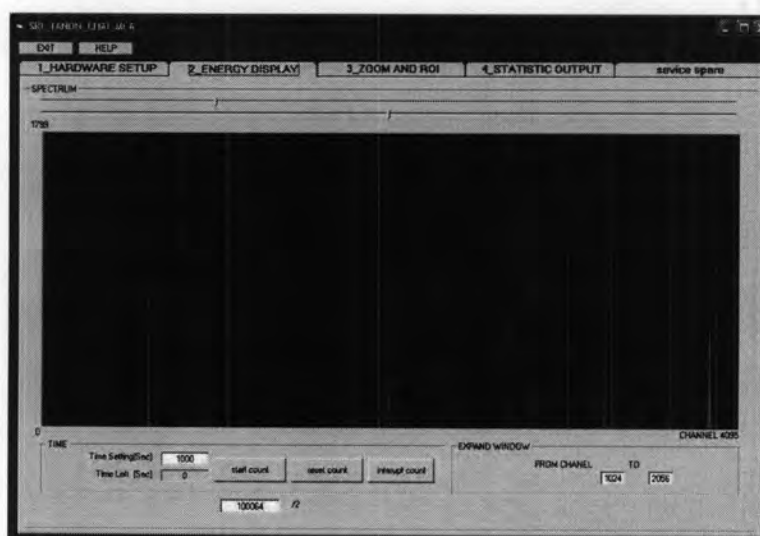 EXIT HELP
1_HARDWARE SETUP 2_ENERGY DISPLAY 3_ZOOM AND ROI 4_STATISTIC OUTPUT sevice spare
SPECTRUM
1799
0
CHANNEL 4095
TIME
EXPAND WINDOW
Time Setting(Sec) 1000
Time Left (Sec) 0
start count reset count interrupt count
FROM CHANEL TO
1024 2056
100064 /2